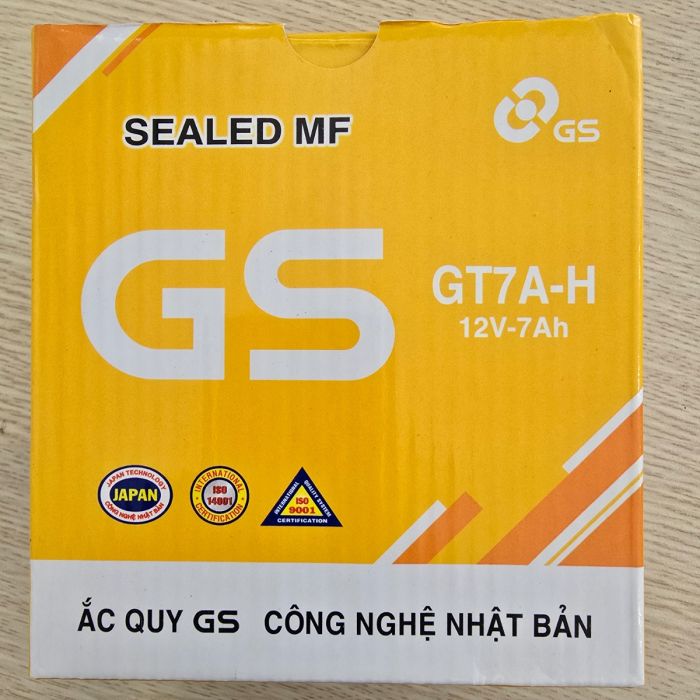 SEALED MF
GS
GS
GT7A-H
12V-7Ah
JAPAN TECHNOLOGY
JAPAN
CÔNG NGHỆ NHẬT BẢN
INTERNATIONAL
ISO
14001
CERTIFICATION
INTERNATIONAL QUALITY SYSTEM
ISO
9001
CERTIFICATION
ẮC QUY GS CÔNG NGHỆ NHẬT BẢN